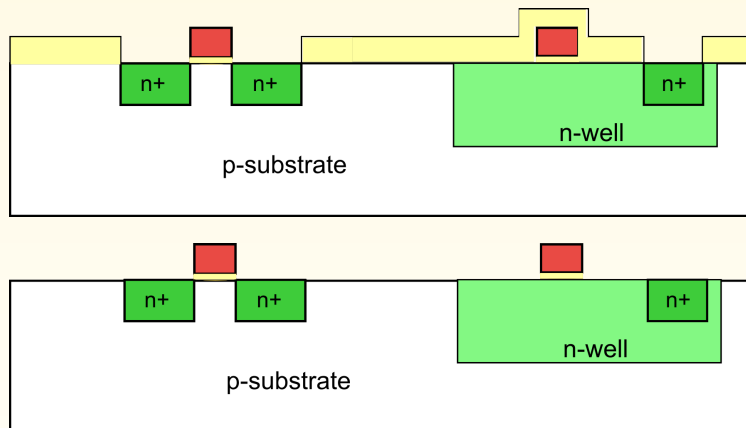 n+
n+
n+
n-well
p-substrate
n+
n+
n+
n-well
p-substrate